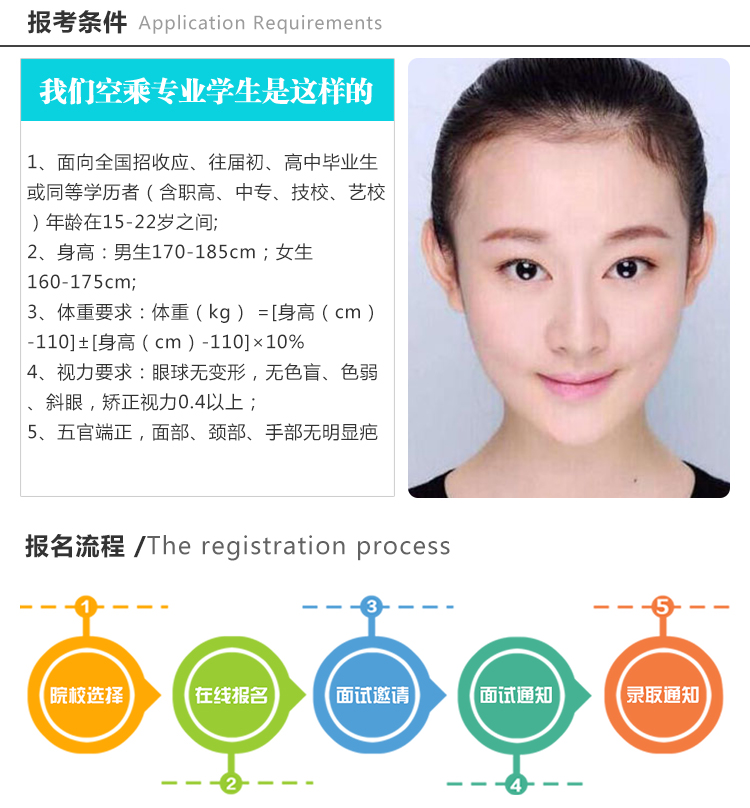 报考条件 Application Requirements
我们空乘专业学生是这样的
1、面向全国招收应、往届初、高中毕业生
或同等学历者（含职高、中专、技校、艺校
）年龄在15-22岁之间;
2、身高：男生170-185cm；女生
160-175cm;
3、体重要求：体重（kg） =[身高（cm）
-110]±[身高（cm）-110]×10%
4、视力要求：眼球无变形，无色盲、色弱
、斜眼，矫正视力0.4以上；
5、五官端正，面部、颈部、手部无明显疤
报名流程 /The registration process
1
院校选择
2
在线报名
3
面试邀请
4
面试通知
5
录取通知